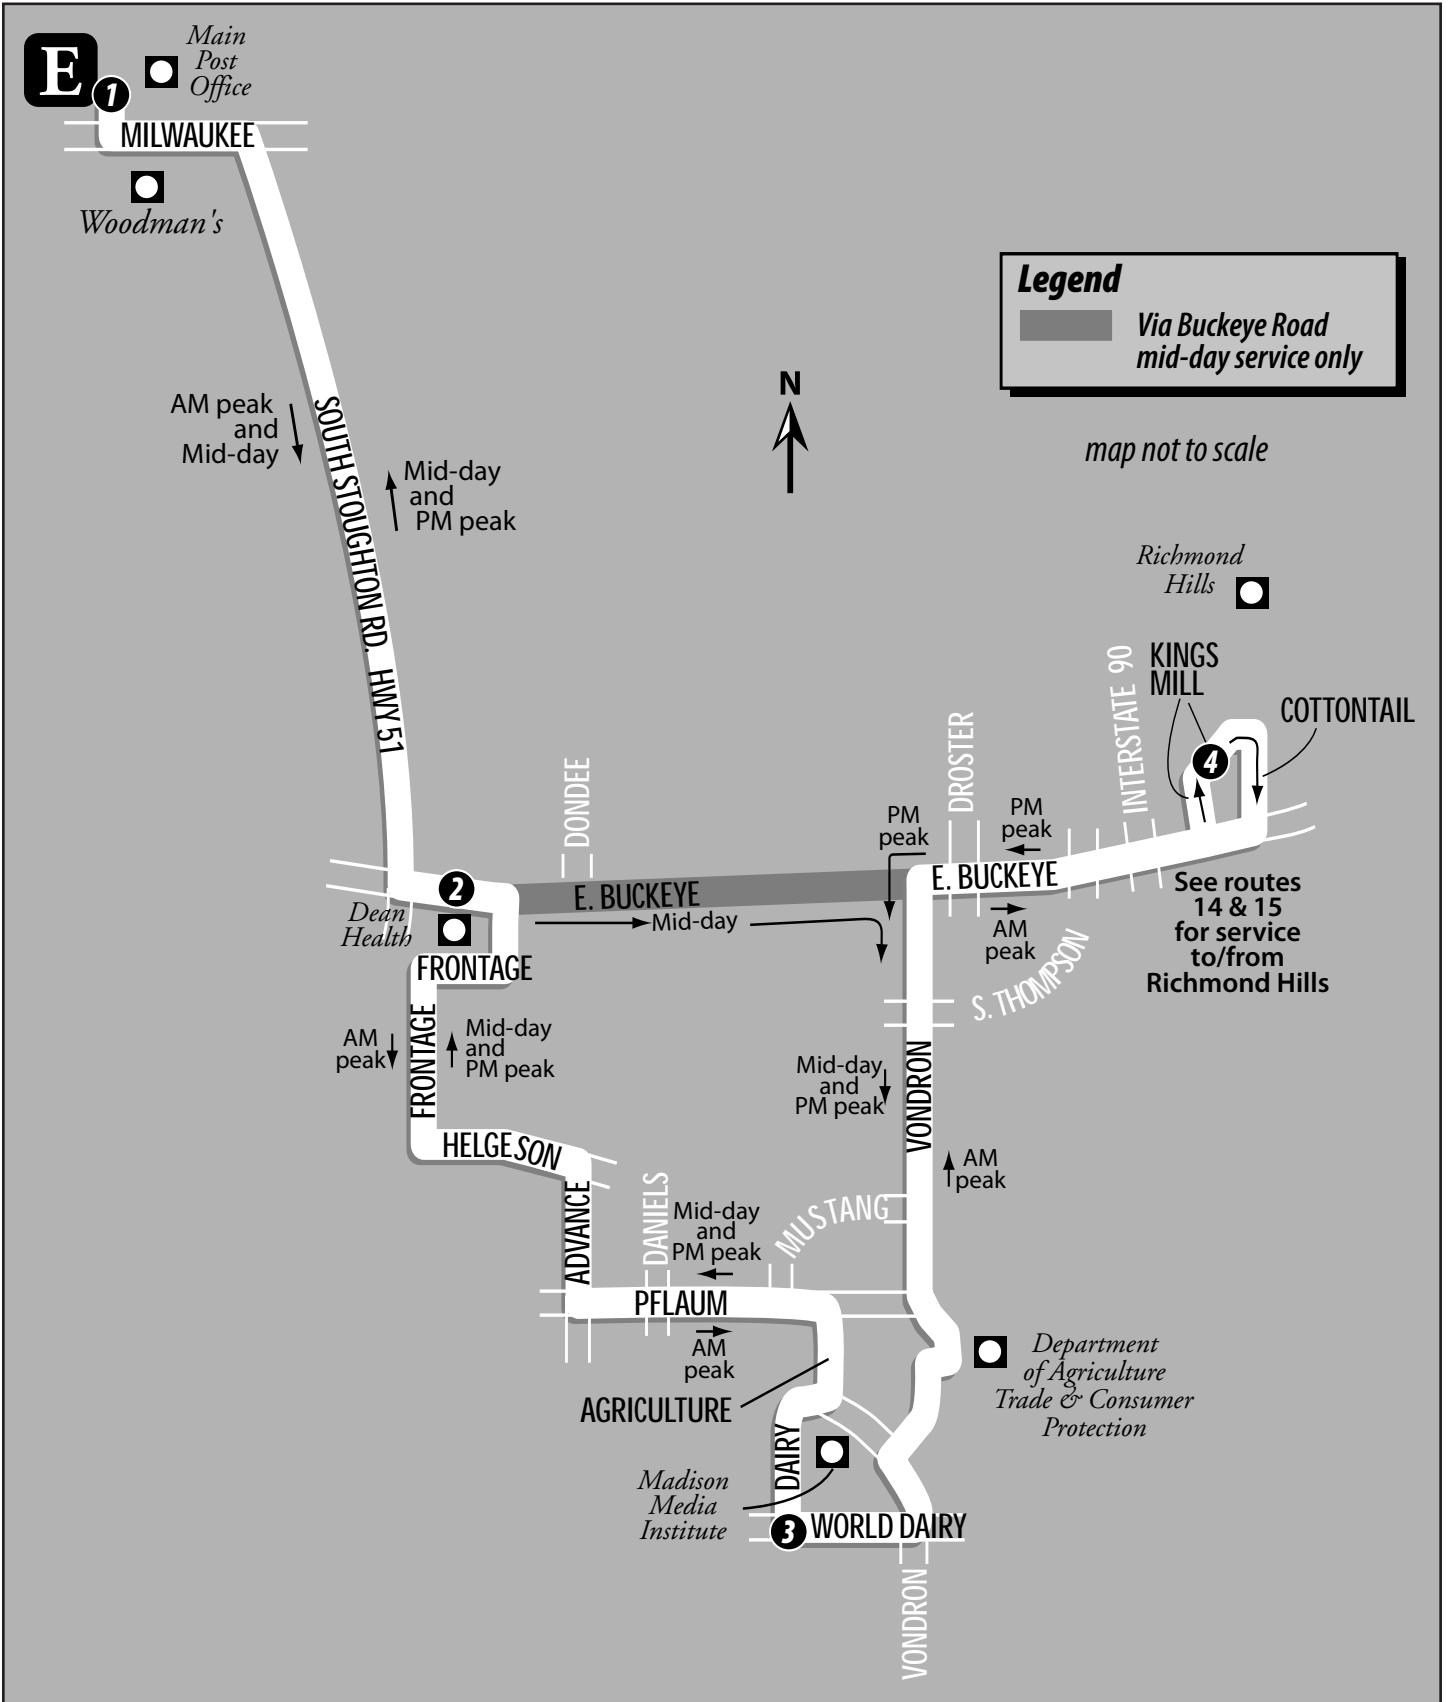 E
1
Main
Post
Office
MILWAUKEE
Woodman's
Legend
Via Buckeye Road
mid-day service only
N
map not to scale
AM peak
and
Mid-day
SOUTH STOUGHTON RD. HWY 51
Mid-day
and
PM peak
Richmond
Hills
KINGS
MILL
COTTONTAIL
INTERSTATE 90
4
DROSTER
DONDEE
PM
peak
PM
peak
2
E. BUCKEYE
E. BUCKEYE
Mid-day
AM
peak
See routes
14 & 15
for service
to/from
Richmond Hills
Dean
Health
FRONTAGE
S. THOMPSON
FRONTAGE
AM
peak
Mid-day
and
PM peak
Mid-day
and
PM peak
VONDRON
AM
peak
HELGESON
ADVANCE
DANIELS
Mid-day
and
PM peak
MUSTANG
PFLAUM
AM
peak
AGRICULTURE
Department
of Agriculture
Trade & Consumer
Protection
DAIRY
Madison
Media
Institute
3
WORLD DAIRY
VONDRON